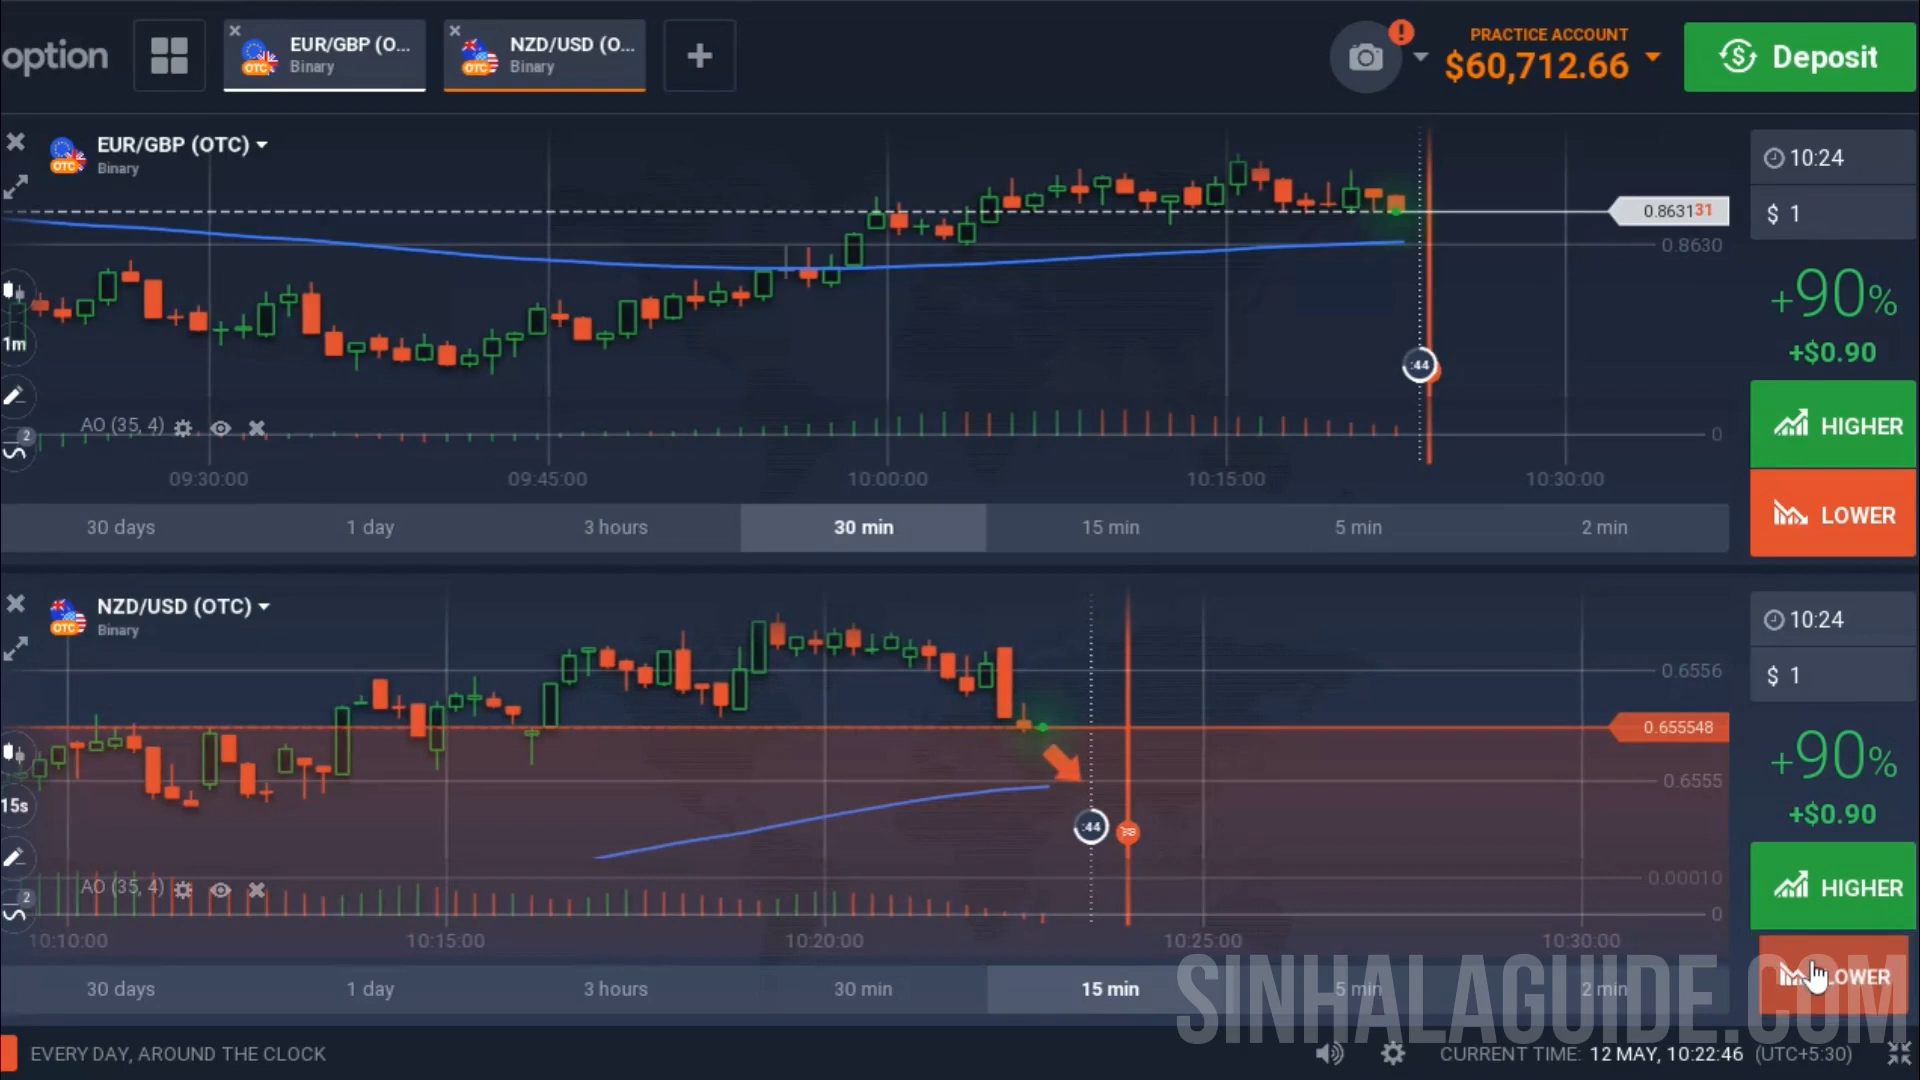 option
EUR/GBP (O...
Binary
NZD/USD (O...
Binary
PRACTICE ACCOUNT
$60,712.66
Deposit
EUR/GBP (OTC)
Binary
OTC
10:24
$ 1
0.863131
0.8630
+90%
+$0.90
1m
:44
HIGHER
AO (35, 4)
2
0
09:30:00
09:45:00
10:00:00
10:15:00
10:30:00
LOWER
30 days
1 day
3 hours
30 min
15 min
5 min
2 min
NZD/USD (OTC)
Binary
OTC
10:24
$ 1
0.6556
0.655548
0.6555
+90%
+$0.90
15s
:44
HIGHER
AO (35, 4)
2
0.00010
0
10:10:00
10:15:00
10:20:00
10:25:00
10:30:00
LOWER
30 days
1 day
3 hours
30 min
15 min
5 min
2 min
SINHALAGUIDE.COM
EVERY DAY, AROUND THE CLOCK
CURRENT TIME: 12 MAY, 10:22:46 (UTC+5:30)